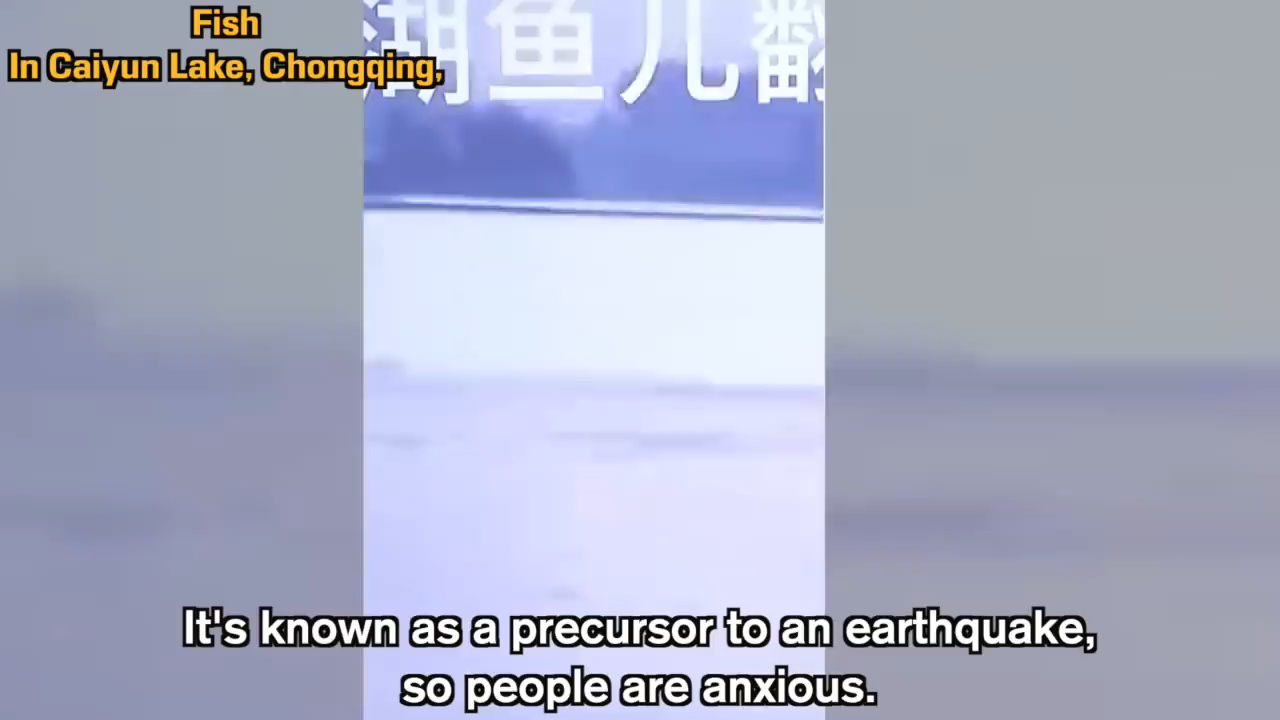 Fish
In Caiyun Lake, Chongqing,
湖鱼儿翻
It's known as a precursor to an earthquake,
so people are anxious.